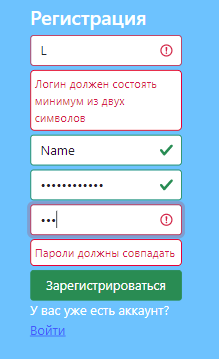 Регистрация
L
Логин должен состоять
минимум из двух
символов
Name
••••••••••••
•••
Пароли должны совпадать
Зарегистрироваться
У вас уже есть аккаунт?
Войти